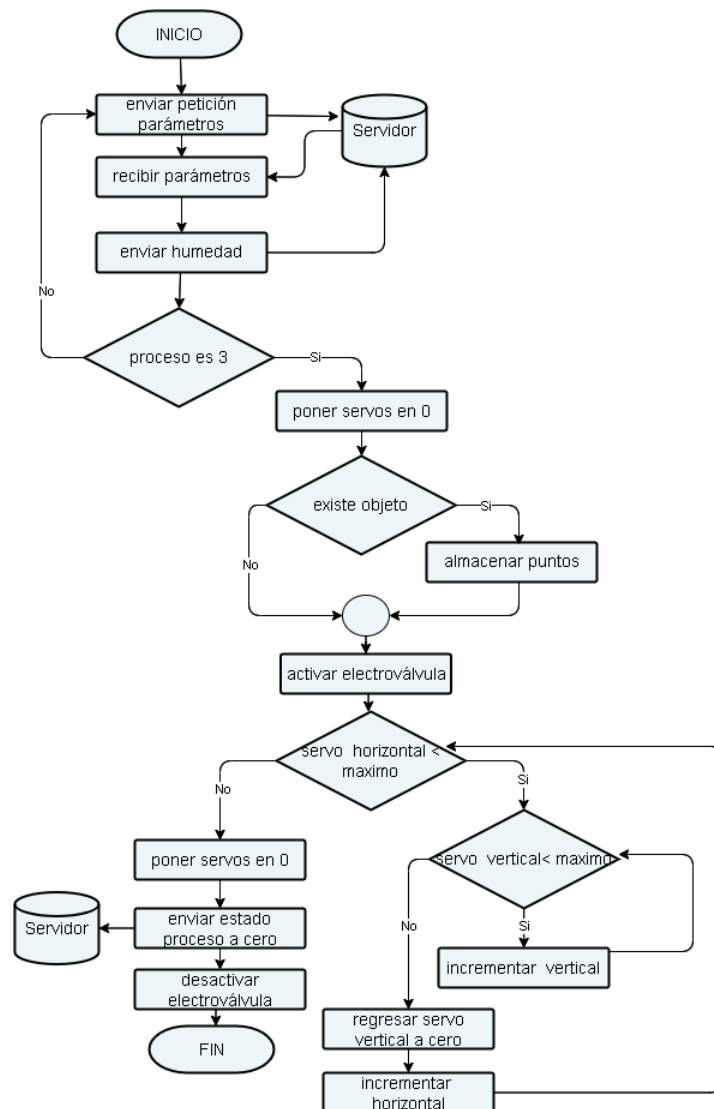 INICIO
enviar petición
parámetros
Servidor
recibir parámetros
enviar humedad
No
proceso es 3
Si
poner servos en 0
existe objeto
Si
No
almacenar puntos
activar electroválvula
servo horizontal <
maximo
No
Si
poner servos en 0
servo vertical< maximo
Servidor
enviar estado
proceso a cero
No
Si
incrementar vertical
desactivar
electroválvula
regresar servo
vertical a cero
FIN
incrementar
horizontal